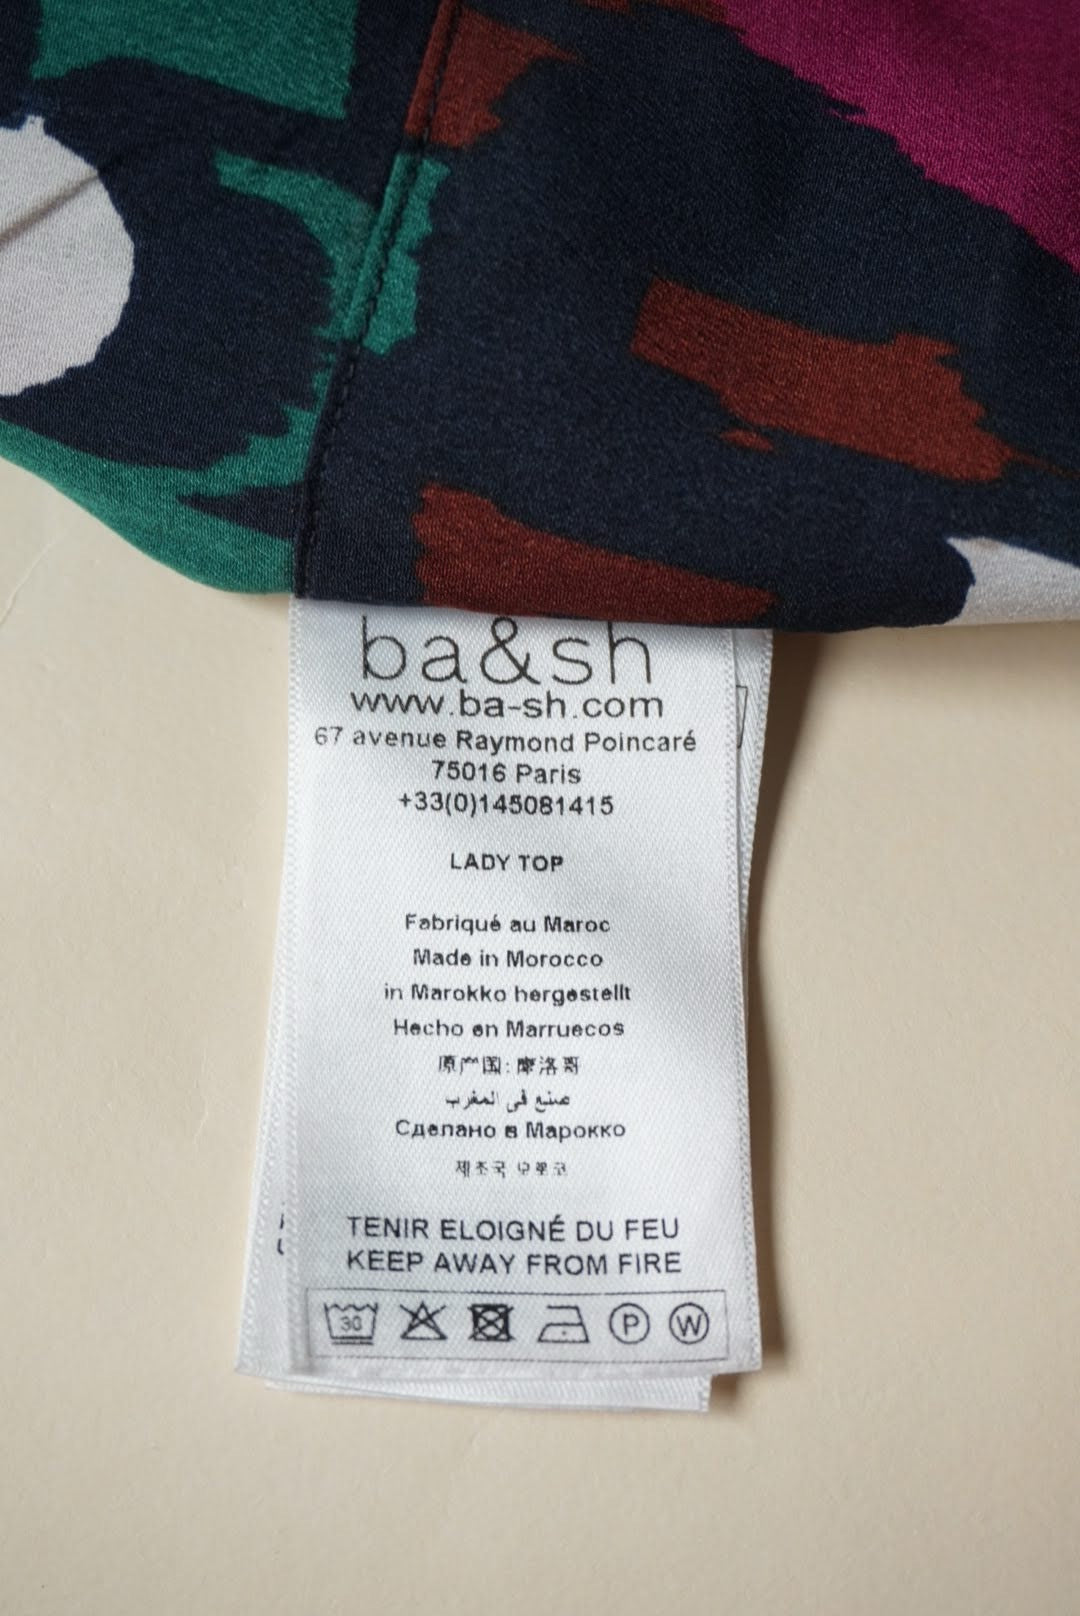 ba&sh
www.ba-sh.com
67 avenue Raymond Poincaré
75016 Paris
+33(0)145081415
LADY TOP
Fabriqué au Maroc
Made in Morocco
in Marokko hergestellt
Hecho en Marruecos
原产国: 摩洛哥
صنع في المغرب
Сделано в Марокко
제조국 모로코
TENIR ELOIGNÉ DU FEU
KEEP AWAY FROM FIRE
30 P W